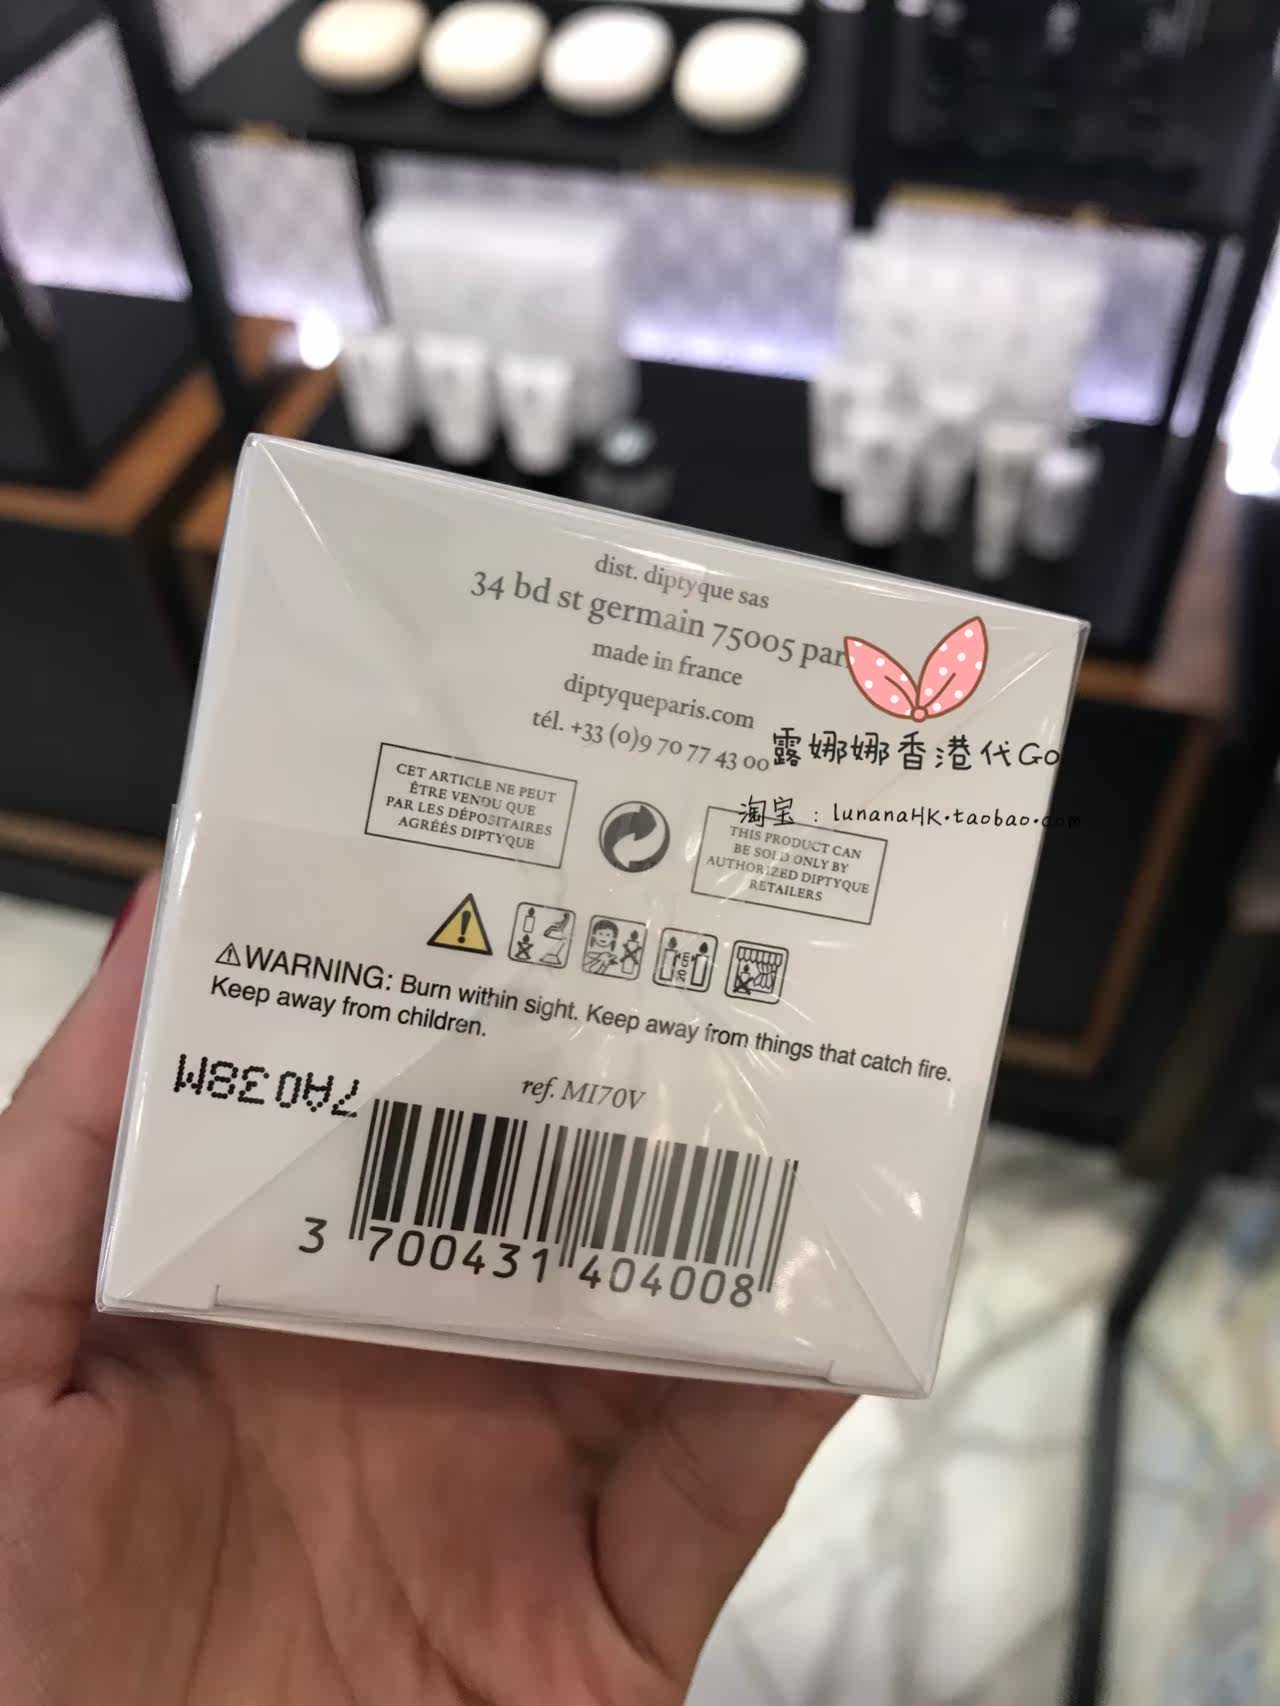 dist. diptyque sas
34 bd st germain 75005 par
made in france
diptyqueparis.com
tél. +33 (0)9 70 77 43 00
露娜娜香港代Go
淘宝：lunanaHK.taobao.com
CET ARTICLE NE PEUT
ÊTRE VENDU QUE
PAR LES DÉPOSITAIRES
AGRÉÉS DIPTYQUE
THIS PRODUCT CAN
BE SOLD ONLY BY
AUTHORIZED DIPTYQUE
RETAILERS
20 cm
WARNING: Burn within sight. Keep away from things that catch fire.
Keep away from children.
ref. MI70V
3 700431 404008